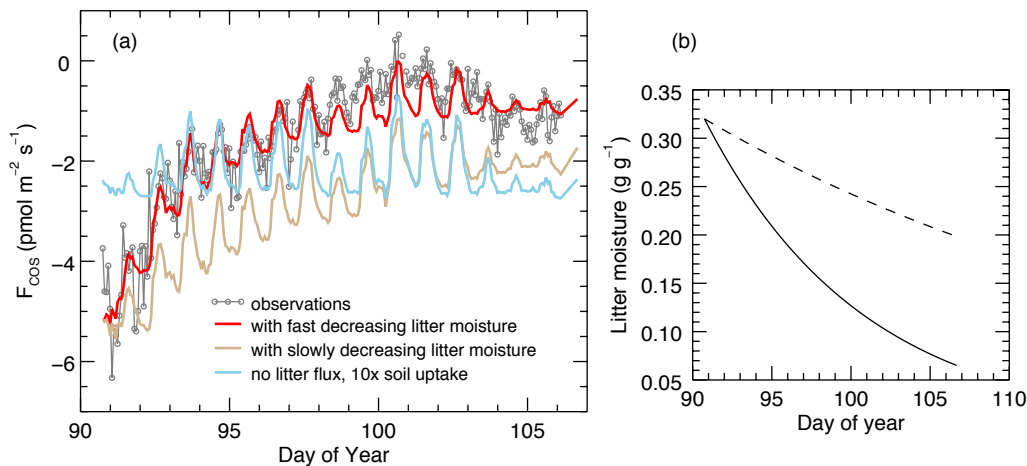 (a)
0
-2
-4
-6
F_COS (pmol m⁻² s⁻¹)
observations
with fast decreasing litter moisture
with slowly decreasing litter moisture
no litter flux, 10x soil uptake
90
95
100
105
Day of Year
(b)
0.35
0.30
0.25
0.20
0.15
0.10
0.05
Litter moisture (g g⁻¹)
90
95
100
105
110
Day of year